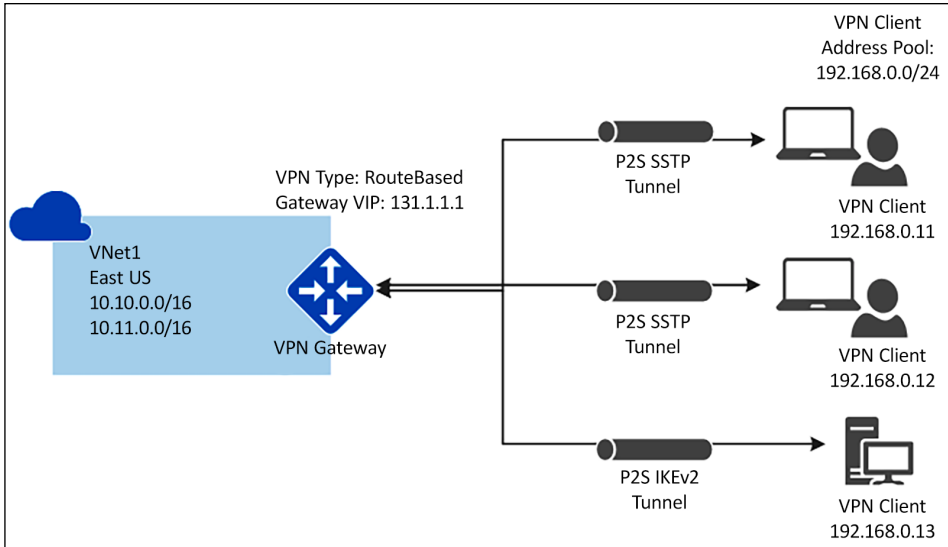 VPN Client
Address Pool:
192.168.0.0/24
P2S SSTP
Tunnel
VPN Client
192.168.0.11
VPN Type: RouteBased
Gateway VIP: 131.1.1.1
VNet1
East US
10.10.0.0/16
10.11.0.0/16
VPN Gateway
P2S SSTP
Tunnel
VPN Client
192.168.0.12
P2S IKEv2
Tunnel
VPN Client
192.168.0.13